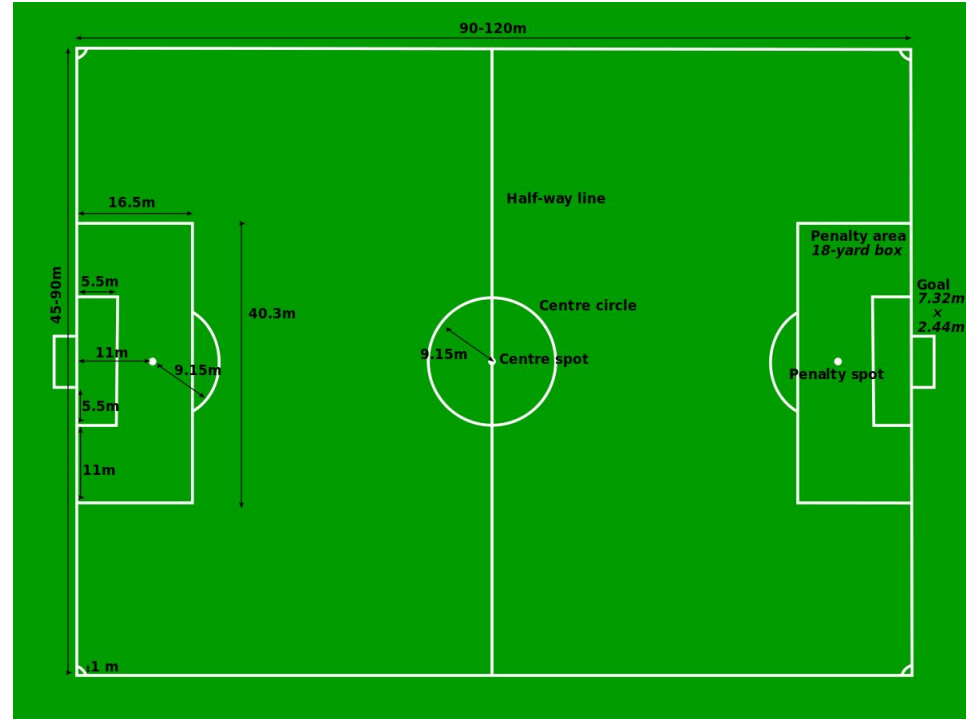 90-120m
Half-way line
16.5m
Penalty area
18-yard box
45-90m
5.5m
Goal
7.32m
×
2.44m
40.3m
Centre circle
11m
9.15m
9.15m
Centre spot
Penalty spot
5.5m
11m
1 m